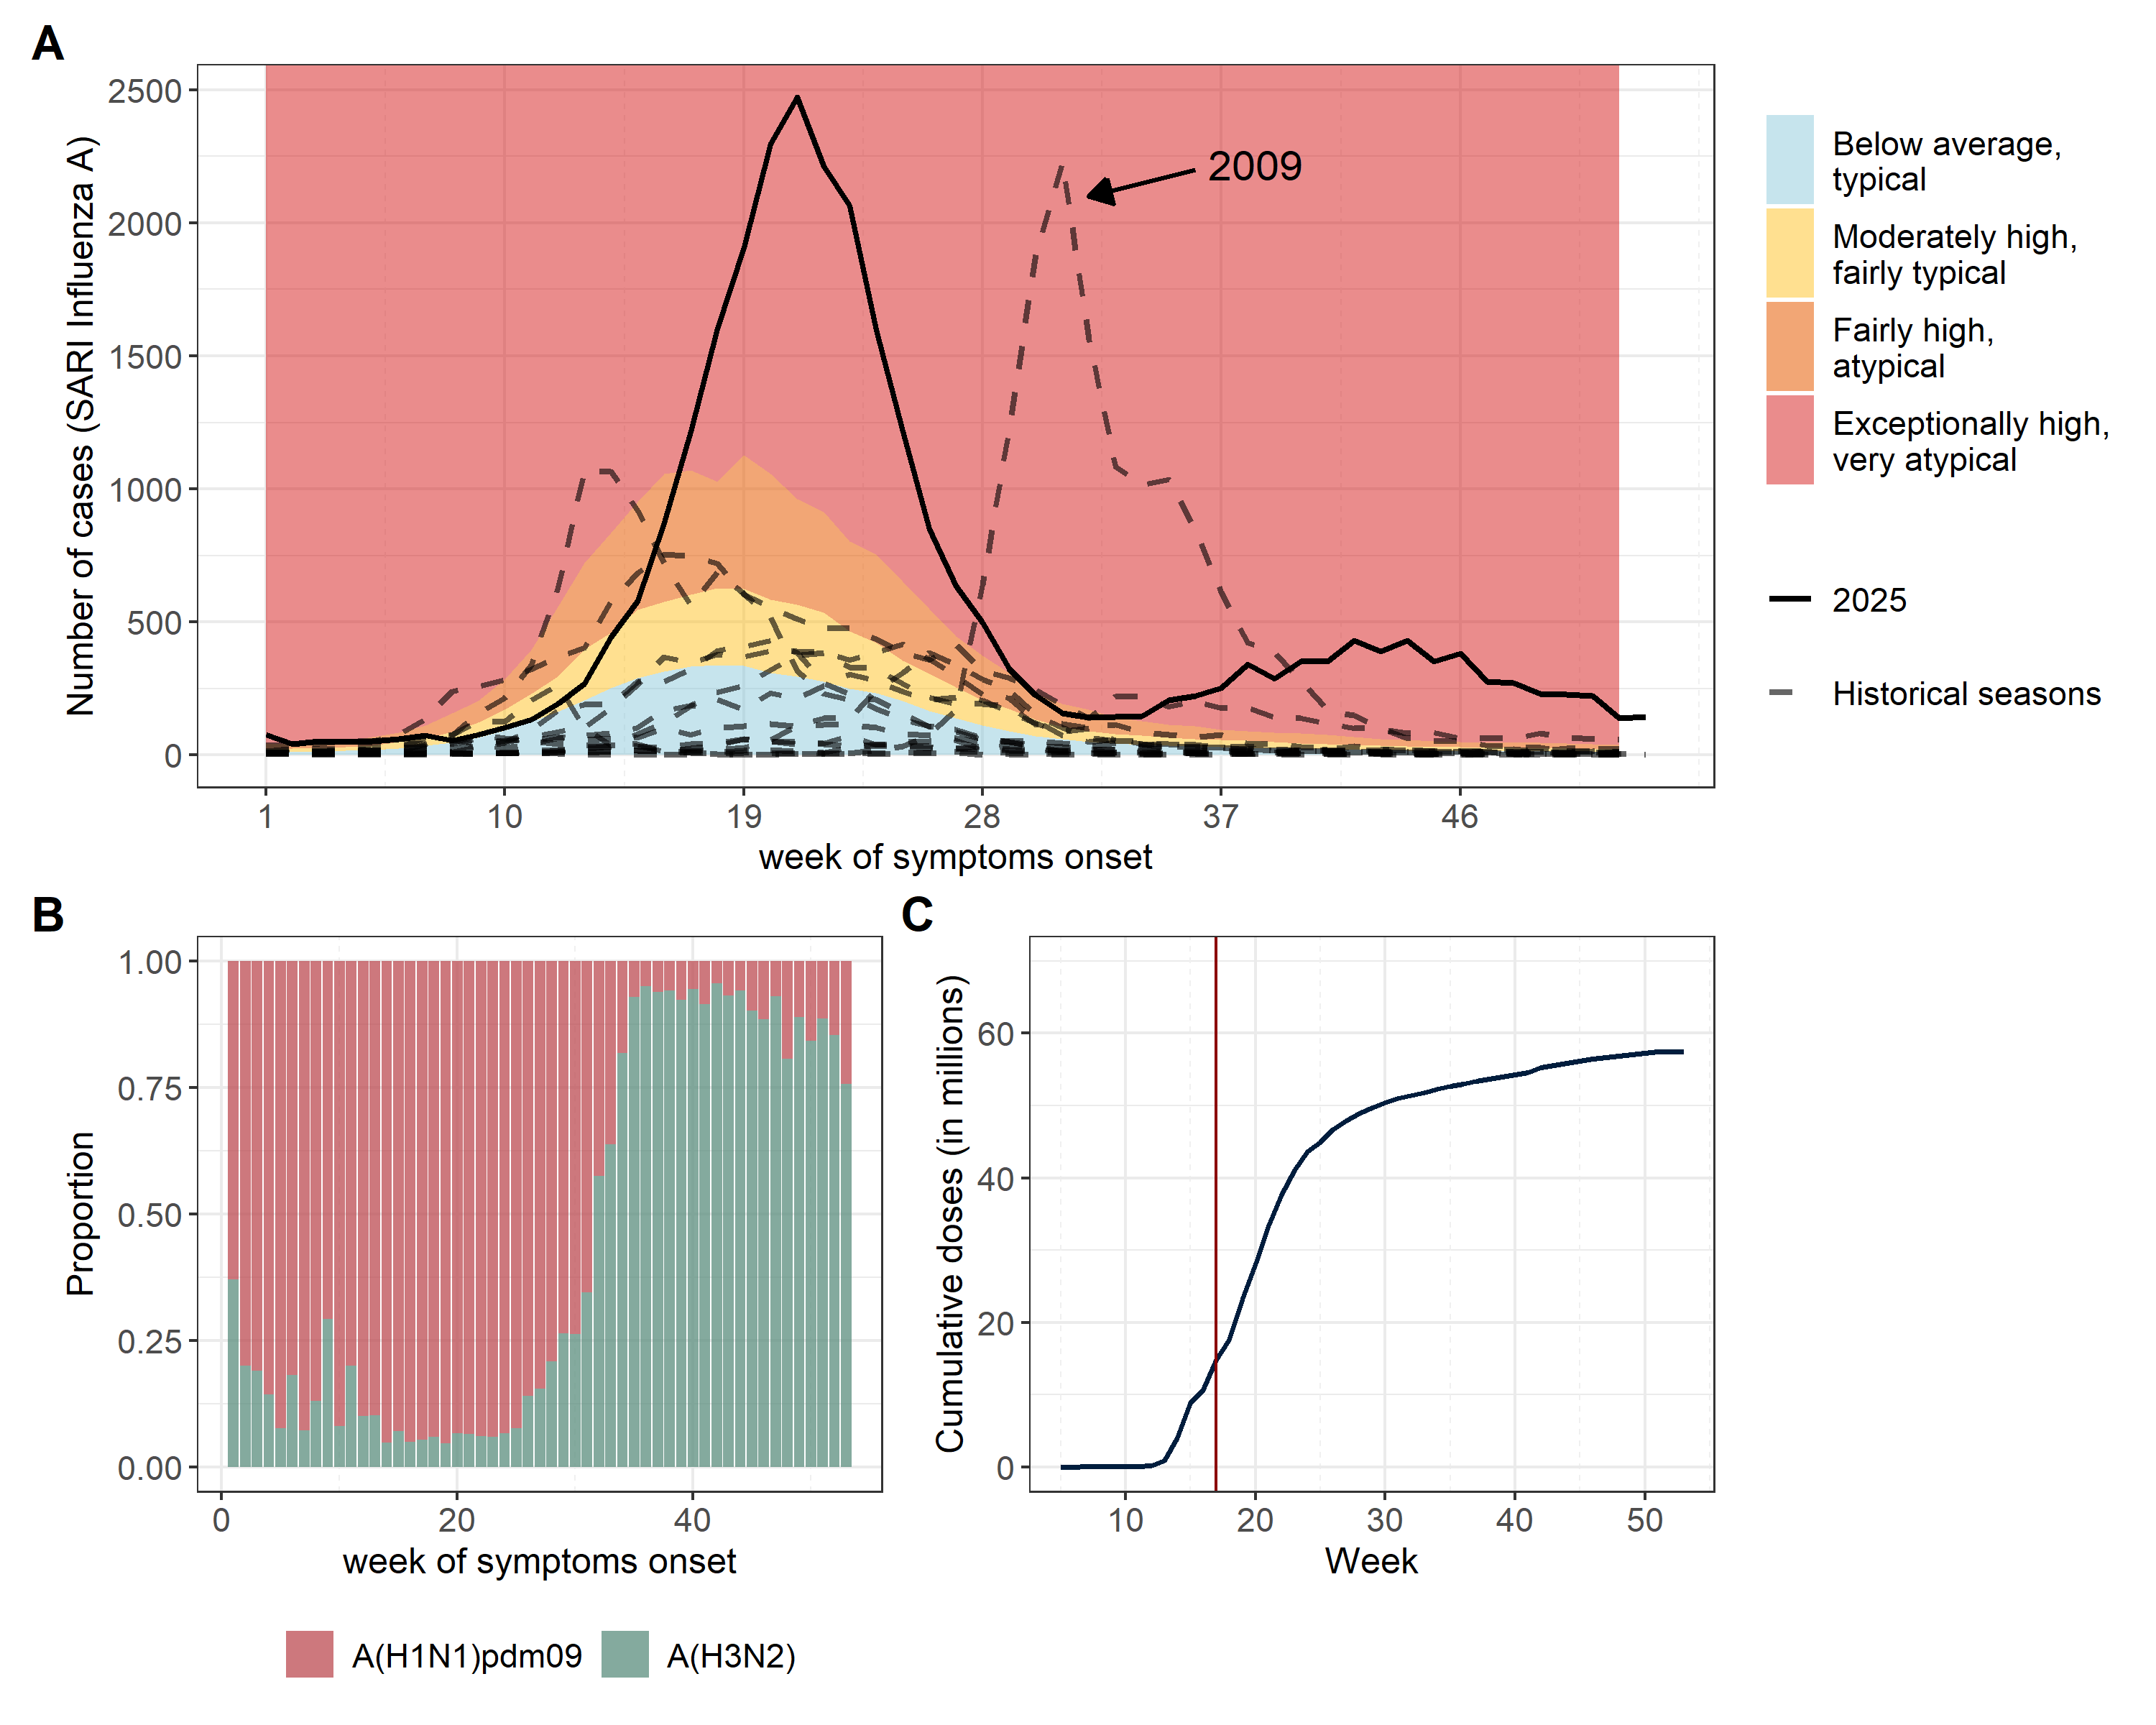 A
Number of cases (SARI Influenza A)
2500
2000
1500
1000
500
0
2009
1
10
19
28
37
46
week of symptoms onset
Below average,
typical
Moderately high,
fairly typical
Fairly high,
atypical
Exceptionally high,
very atypical
2025
Historical seasons
B
Proportion
1.00
0.75
0.50
0.25
0.00
0
20
40
week of symptoms onset
A(H1N1)pdm09
A(H3N2)
C
Cumulative doses (in millions)
60
40
20
0
10
20
30
40
50
Week